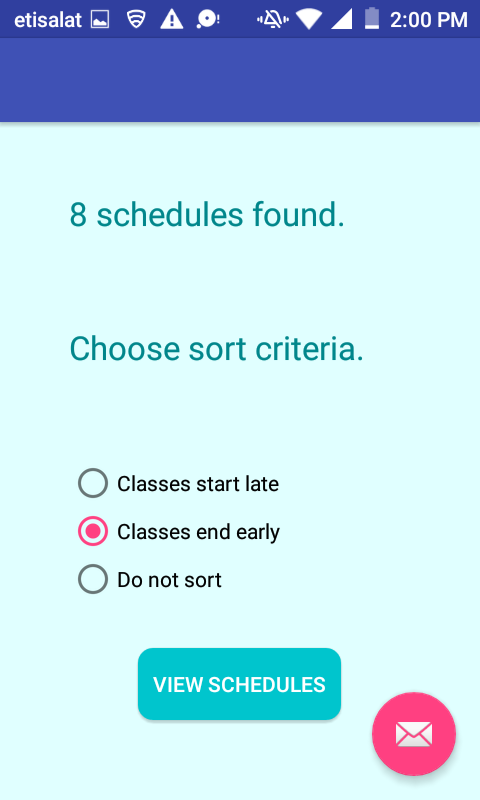 etisalat 2:00 PM
8 schedules found.
Choose sort criteria.
Classes start late
Classes end early
Do not sort
VIEW SCHEDULES